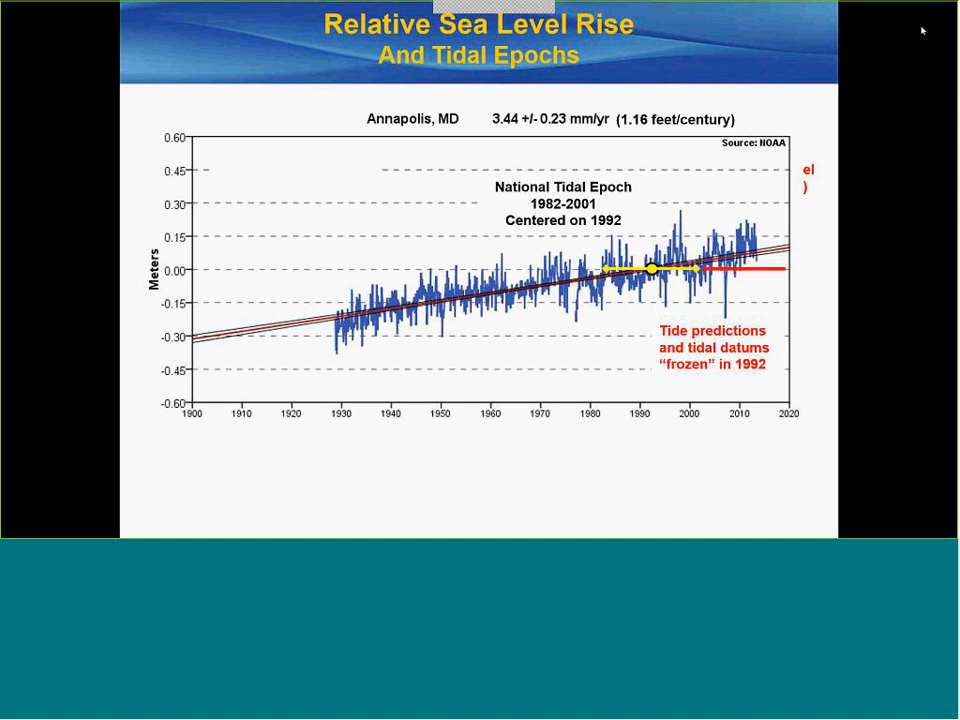 Relative Sea Level Rise
And Tidal Epochs
Annapolis, MD 3.44 +/- 0.23 mm/yr (1.16 feet/century)
Source: NOAA
0.60
0.45
0.30
0.15
0.00
-0.15
-0.30
-0.45
-0.60
Meters
el
)
National Tidal Epoch
1982-2001
Centered on 1992
Tide predictions
and tidal datums
“frozen” in 1992
1900 1910 1920 1930 1940 1950 1960 1970 1980 1990 2000 2010 2020